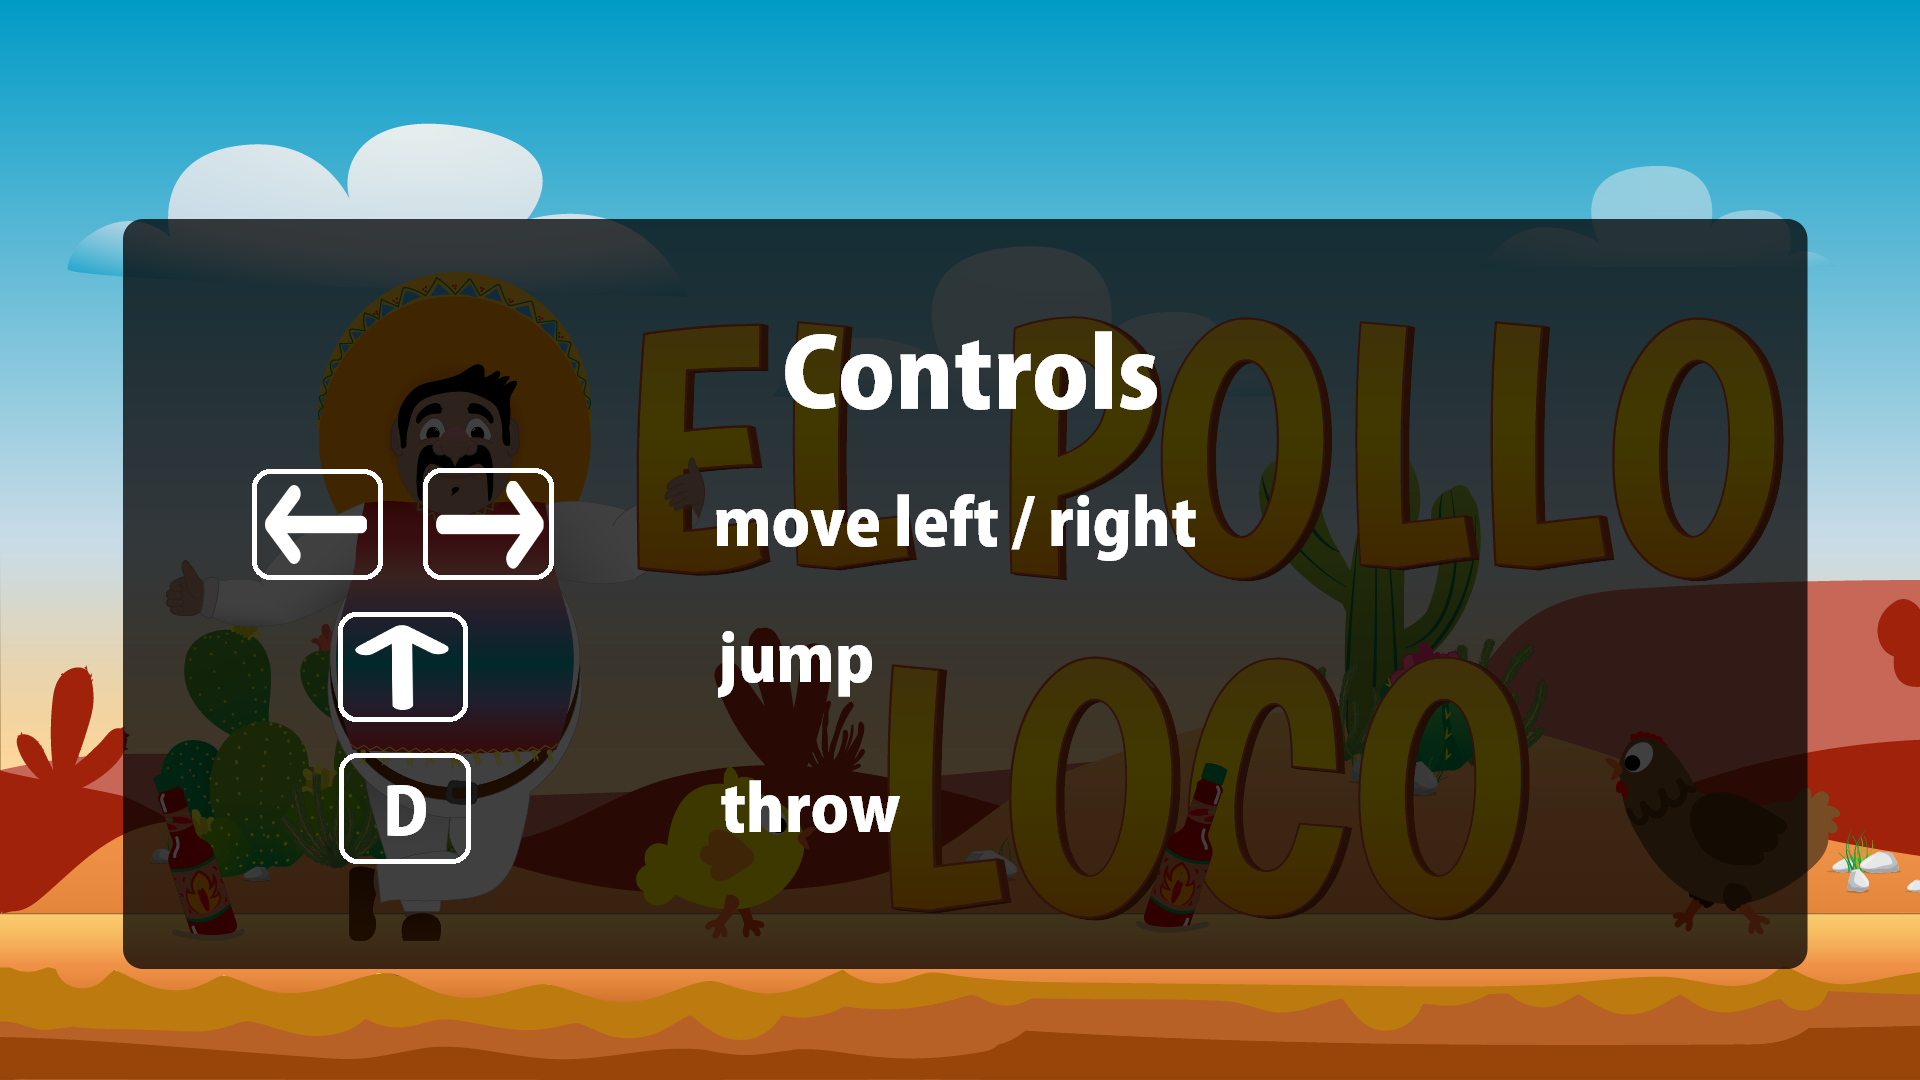 EL POLLO
LOCO
Controls
← → move left / right
↑ jump
D throw